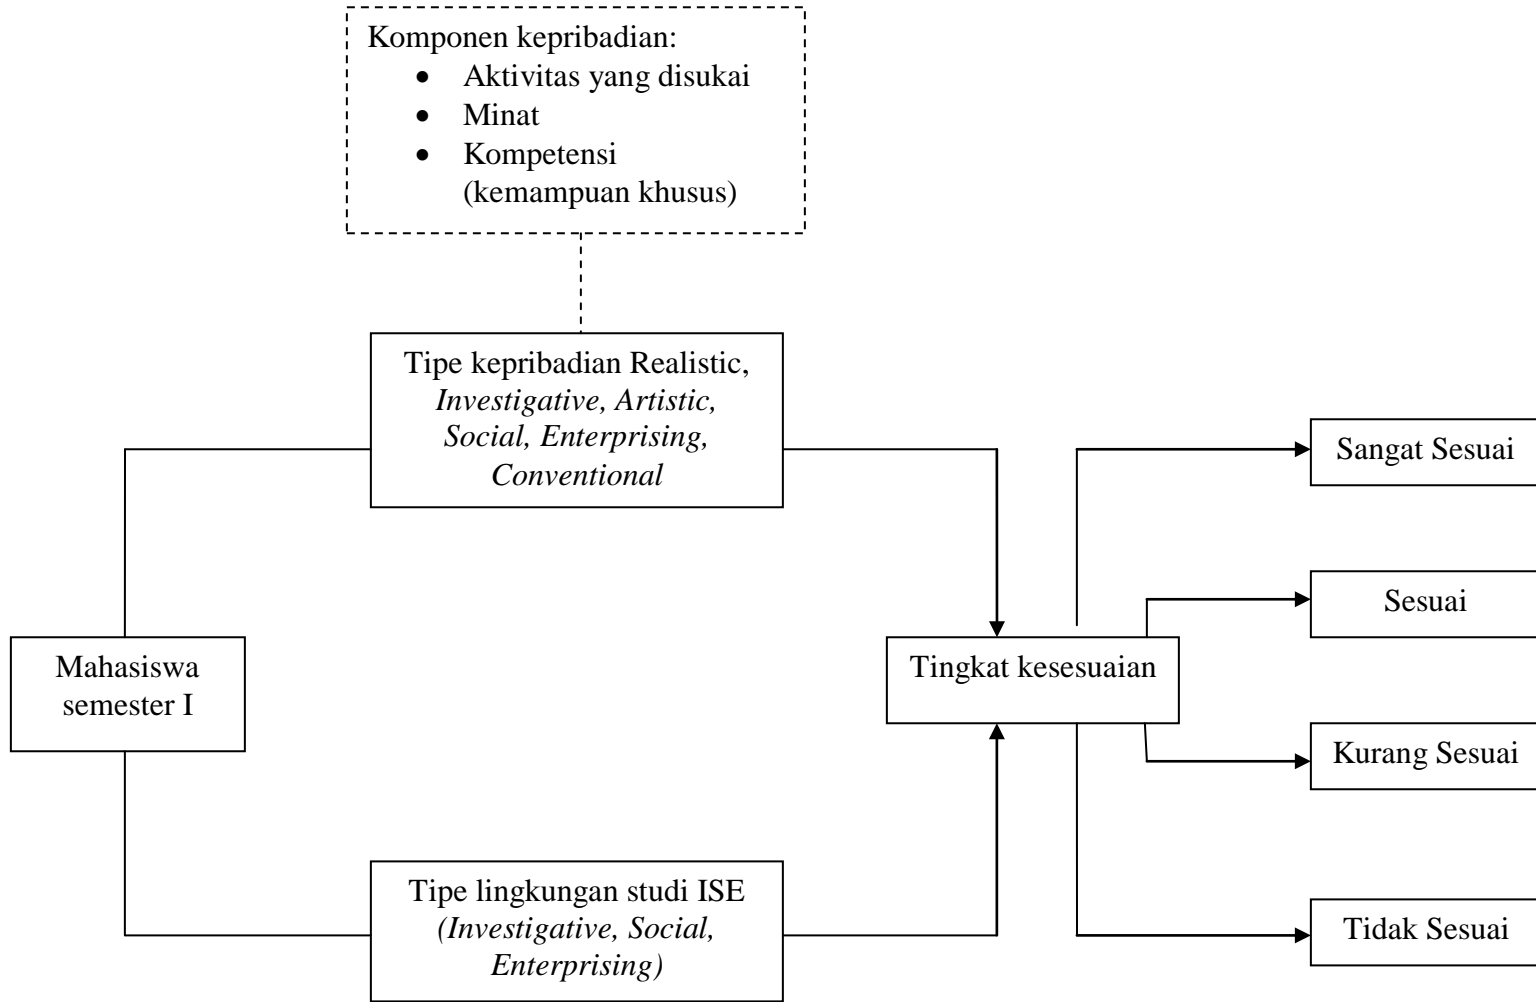 Komponen kepribadian:
• Aktivitas yang disukai
• Minat
• Kompetensi
(kemampuan khusus)
Tipe kepribadian Realistic,
Investigative, Artistic,
Social, Enterprising,
Conventional
Sangat Sesuai
Sesuai
Mahasiswa
semester I
Tingkat kesesuaian
Kurang Sesuai
Tipe lingkungan studi ISE
(Investigative, Social,
Enterprising)
Tidak Sesuai